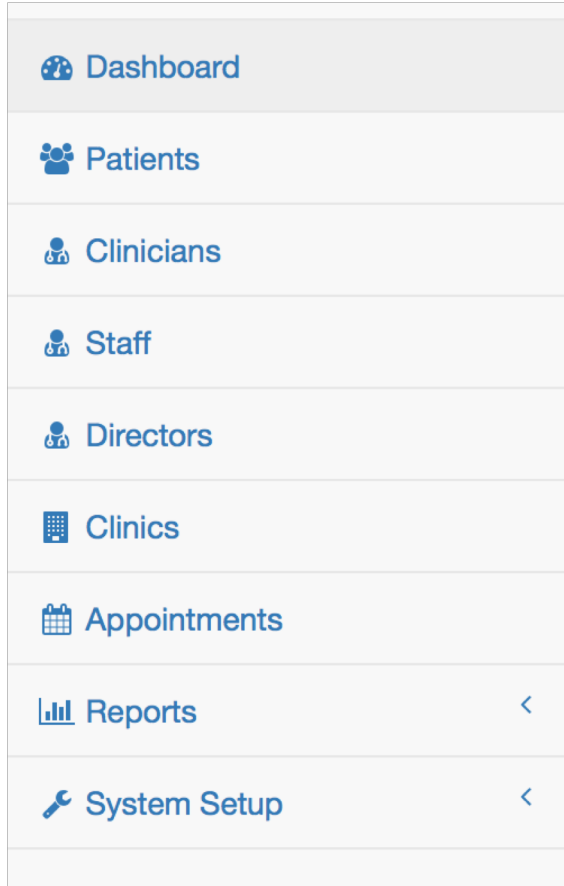 Dashboard
Patients
Clinicians
Staff
Directors
Clinics
Appointments
Reports
System Setup